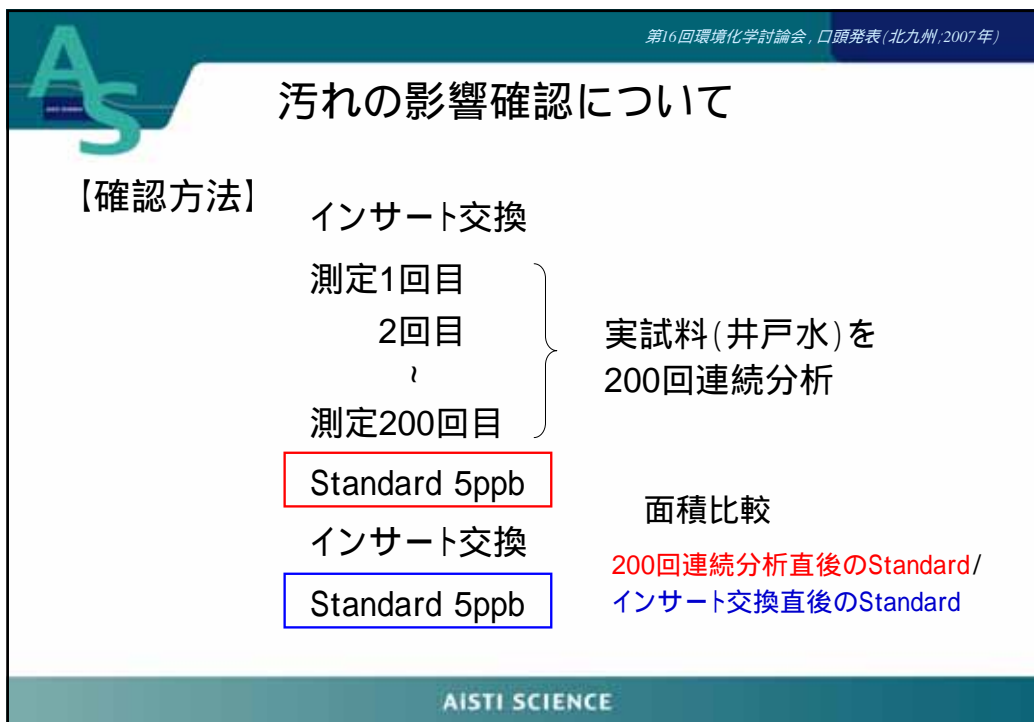 第16回環境化学討論会, 口頭発表(北九州;2007年)
AS
AISTI SCIENCE
汚れの影響確認について
【確認方法】
インサート交換
測定1回目
2回目
~
測定200回目
実試料(井戸水)を
200回連続分析
Standard 5ppb
インサート交換
Standard 5ppb
面積比較
200回連続分析直後のStandard/
インサート交換直後のStandard
AiSTI SCIENCE